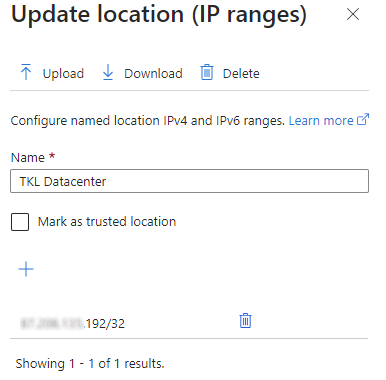 Update location (IP ranges)
Upload Download Delete
Configure named location IPv4 and IPv6 ranges. Learn more
Name *
TKL Datacenter
Mark as trusted location
.192/32
Showing 1 - 1 of 1 results.